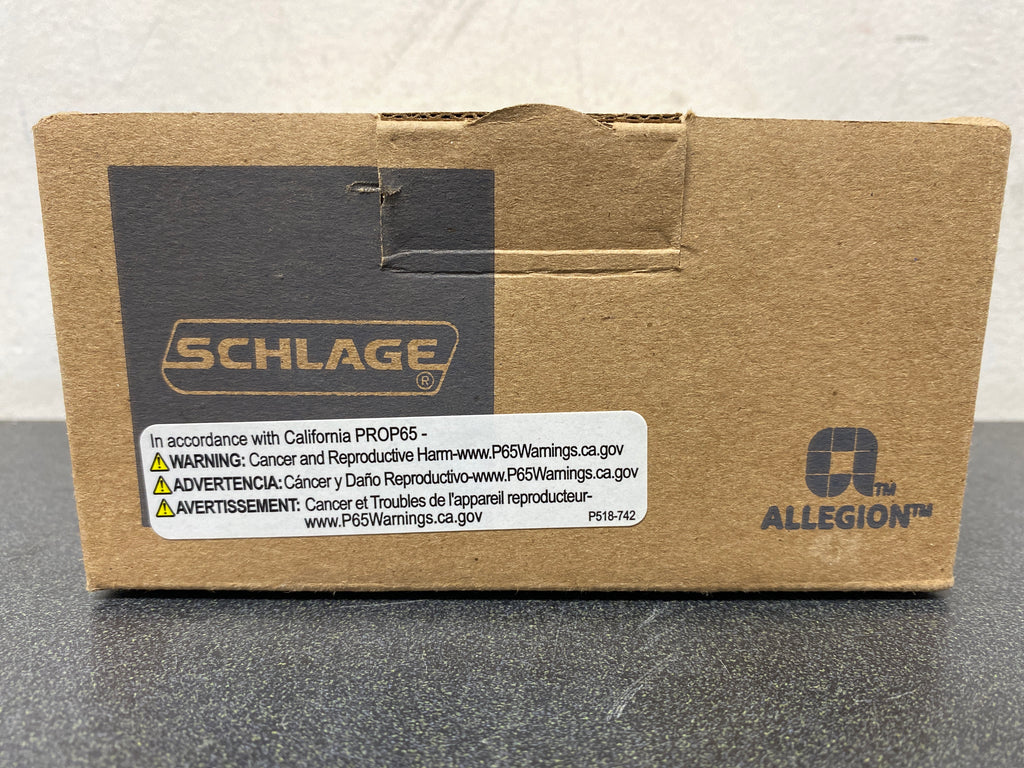 SCHLAGE
®
In accordance with California PROP65 -
WARNING: Cancer and Reproductive Harm-www.P65Warnings.ca.gov
ADVERTENCIA: Cáncer y Daño Reproductivo-www.P65Warnings.ca.gov
AVERTISSEMENT: Cancer et Troubles de l'appareil reproducteur-
www.P65Warnings.ca.gov
P518-742
TM
ALLEGION™